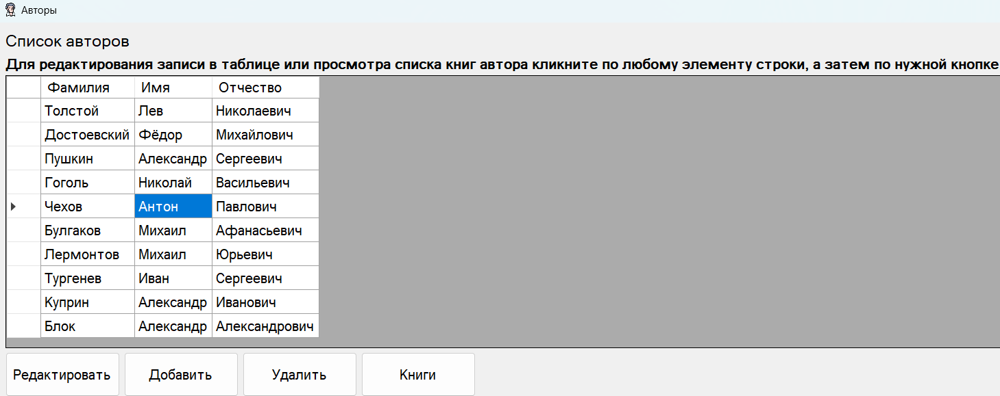 Авторы
Список авторов
Для редактирования записи в таблице или просмотра списка книг автора кликните по любому элементу строки, а затем по нужной кнопке
Фамилия Имя Отчество
Толстой Лев Николаевич
Достоевский Фёдор Михайлович
Пушкин Александр Сергеевич
Гоголь Николай Васильевич
Чехов Антон Павлович
Булгаков Михаил Афанасьевич
Лермонтов Михаил Юрьевич
Тургенев Иван Сергеевич
Куприн Александр Иванович
Блок Александр Александрович
Редактировать Добавить Удалить Книги